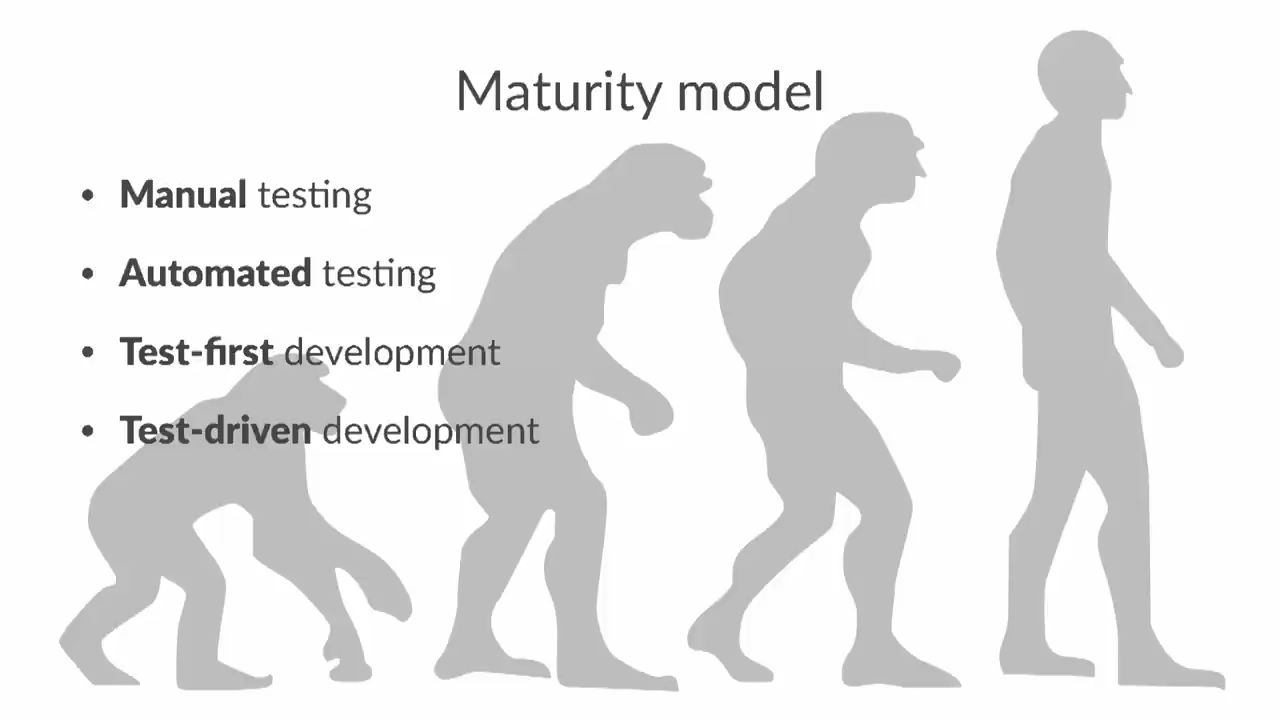 Maturity model
• Manual testing
• Automated testing
• Test-first development
• Test-driven development